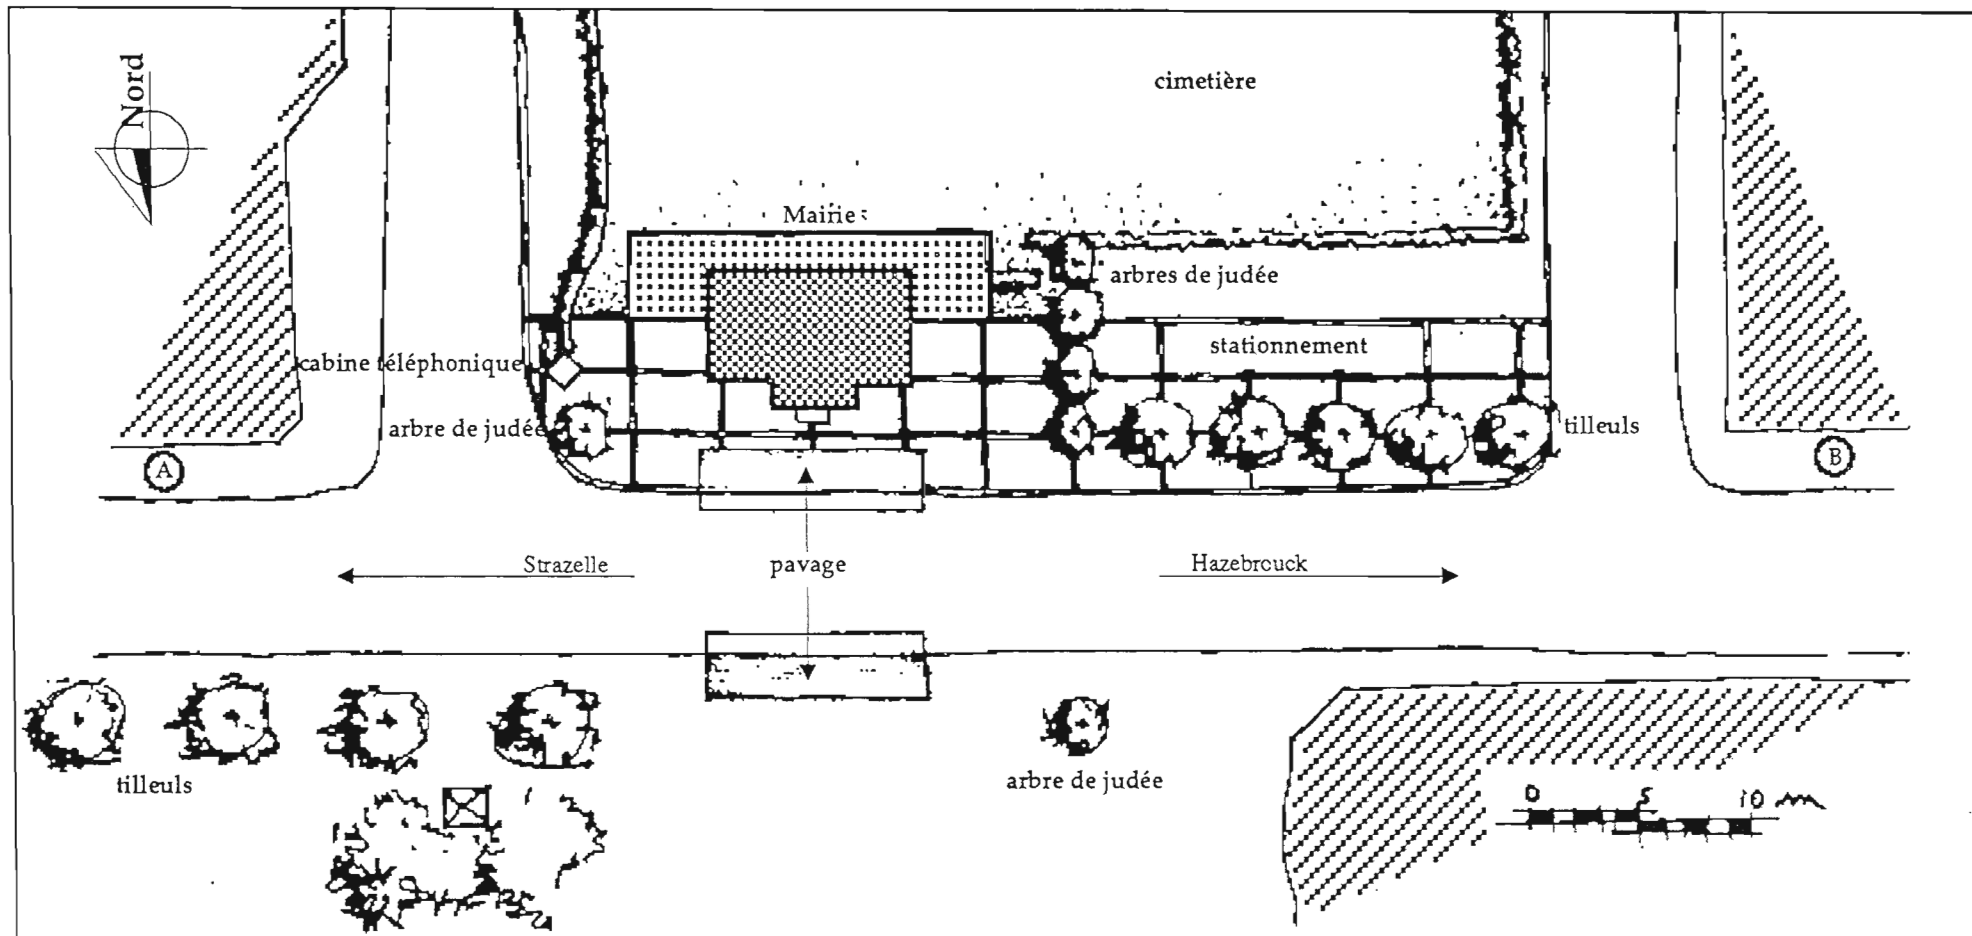 Nord
cimetière
Mairie
arbres de judée
stationnement
cabine téléphonique
arbre de judée
tilleuls
A
B
Strazelle
pavage
Hazebrouck
tilleuls
arbre de judée
0 5 10 m